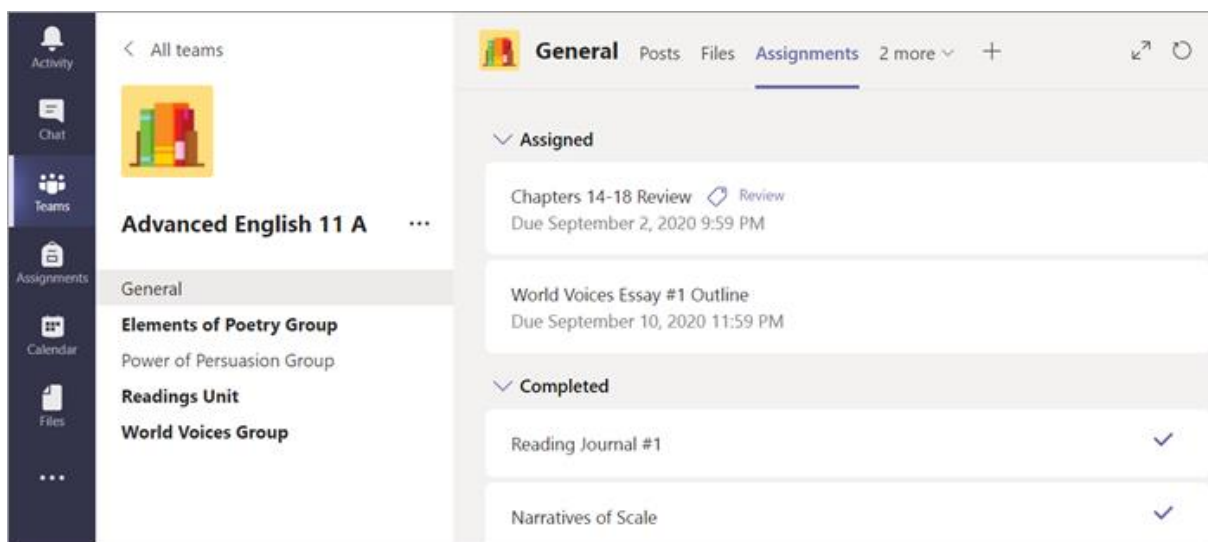 Activity
Chat
Teams
Assignments
Calendar
Files
All teams
Advanced English 11 A
General
Elements of Poetry Group
Power of Persuasion Group
Readings Unit
World Voices Group
General Posts Files Assignments 2 more
Assigned
Chapters 14-18 Review Review
Due September 2, 2020 9:59 PM
World Voices Essay #1 Outline
Due September 10, 2020 11:59 PM
Completed
Reading Journal #1
Narratives of Scale